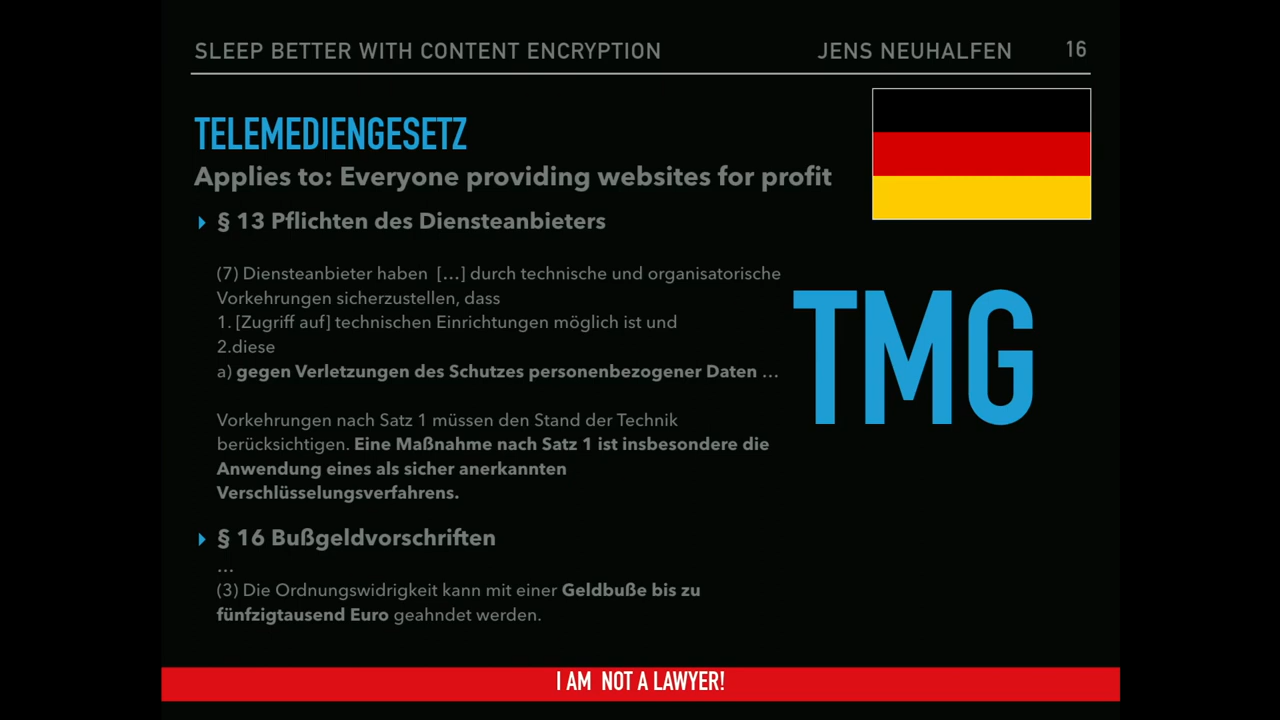 SLEEP BETTER WITH CONTENT ENCRYPTION JENS NEUHALFEN 16
TELEMEDIENGESETZ
Applies to: Everyone providing websites for profit
§ 13 Pflichten des Diensteanbieters
(7) Diensteanbieter haben […] durch technische und organisatorische
Vorkehrungen sicherzustellen, dass
1. [Zugriff auf] technischen Einrichtungen möglich ist und
2.diese
a) gegen Verletzungen des Schutzes personenbezogener Daten …
TMG
Vorkehrungen nach Satz 1 müssen den Stand der Technik
berücksichtigen. Eine Maßnahme nach Satz 1 ist insbesondere die
Anwendung eines als sicher anerkannten
Verschlüsselungsverfahrens.
§ 16 Bußgeldvorschriften
…
(3) Die Ordnungswidrigkeit kann mit einer Geldbuße bis zu
fünfzigtausend Euro geahndet werden.
I AM NOT A LAWYER!